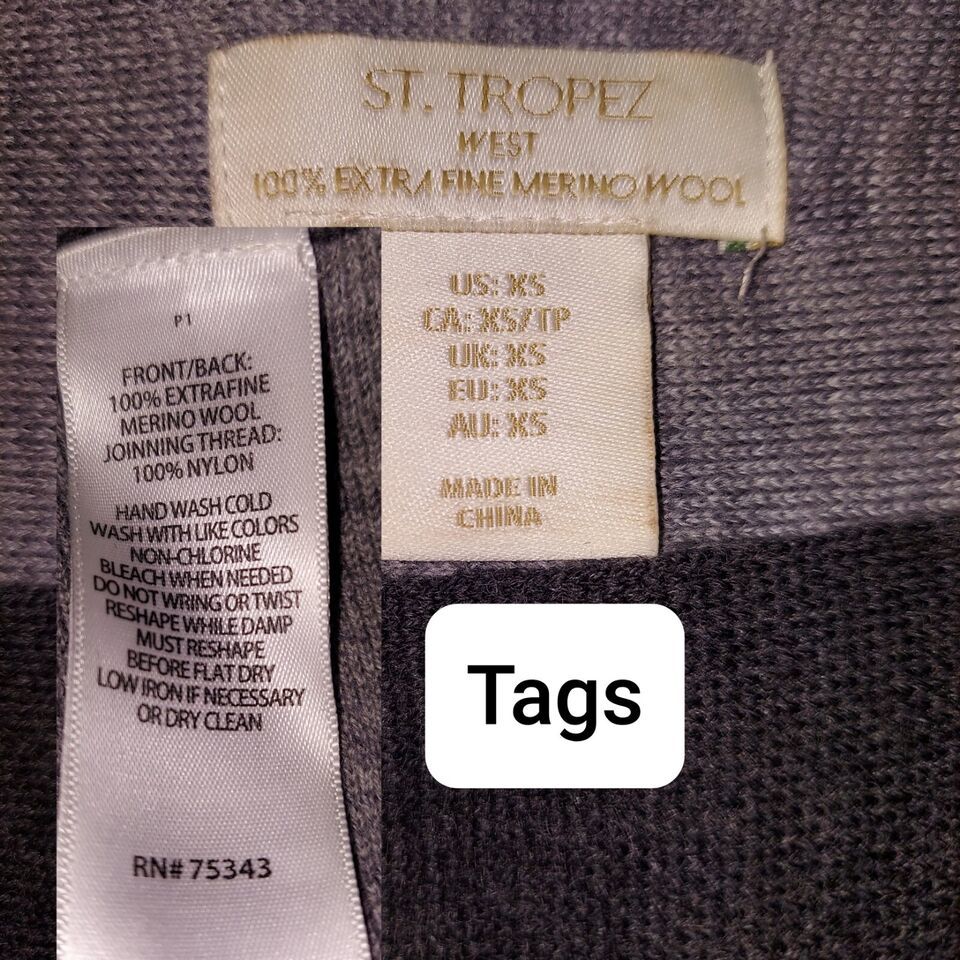 ST. TROPEZ
WEST
100% EXTRA FINE MERINO WOOL
US: XS
CA: XS/TP
UK: XS
EU: XS
AU: XS
MADE IN
CHINA
P1
FRONT/BACK:
100% EXTRAFINE
MERINO WOOL
JOINNING THREAD:
100% NYLON
HAND WASH COLD
WASH WITH LIKE COLORS
NON-CHLORINE
BLEACH WHEN NEEDED
DO NOT WRING OR TWIST
RESHAPE WHILE DAMP
MUST RESHAPE
BEFORE FLAT DRY
LOW IRON IF NECESSARY
OR DRY CLEAN
RN# 75343
Tags